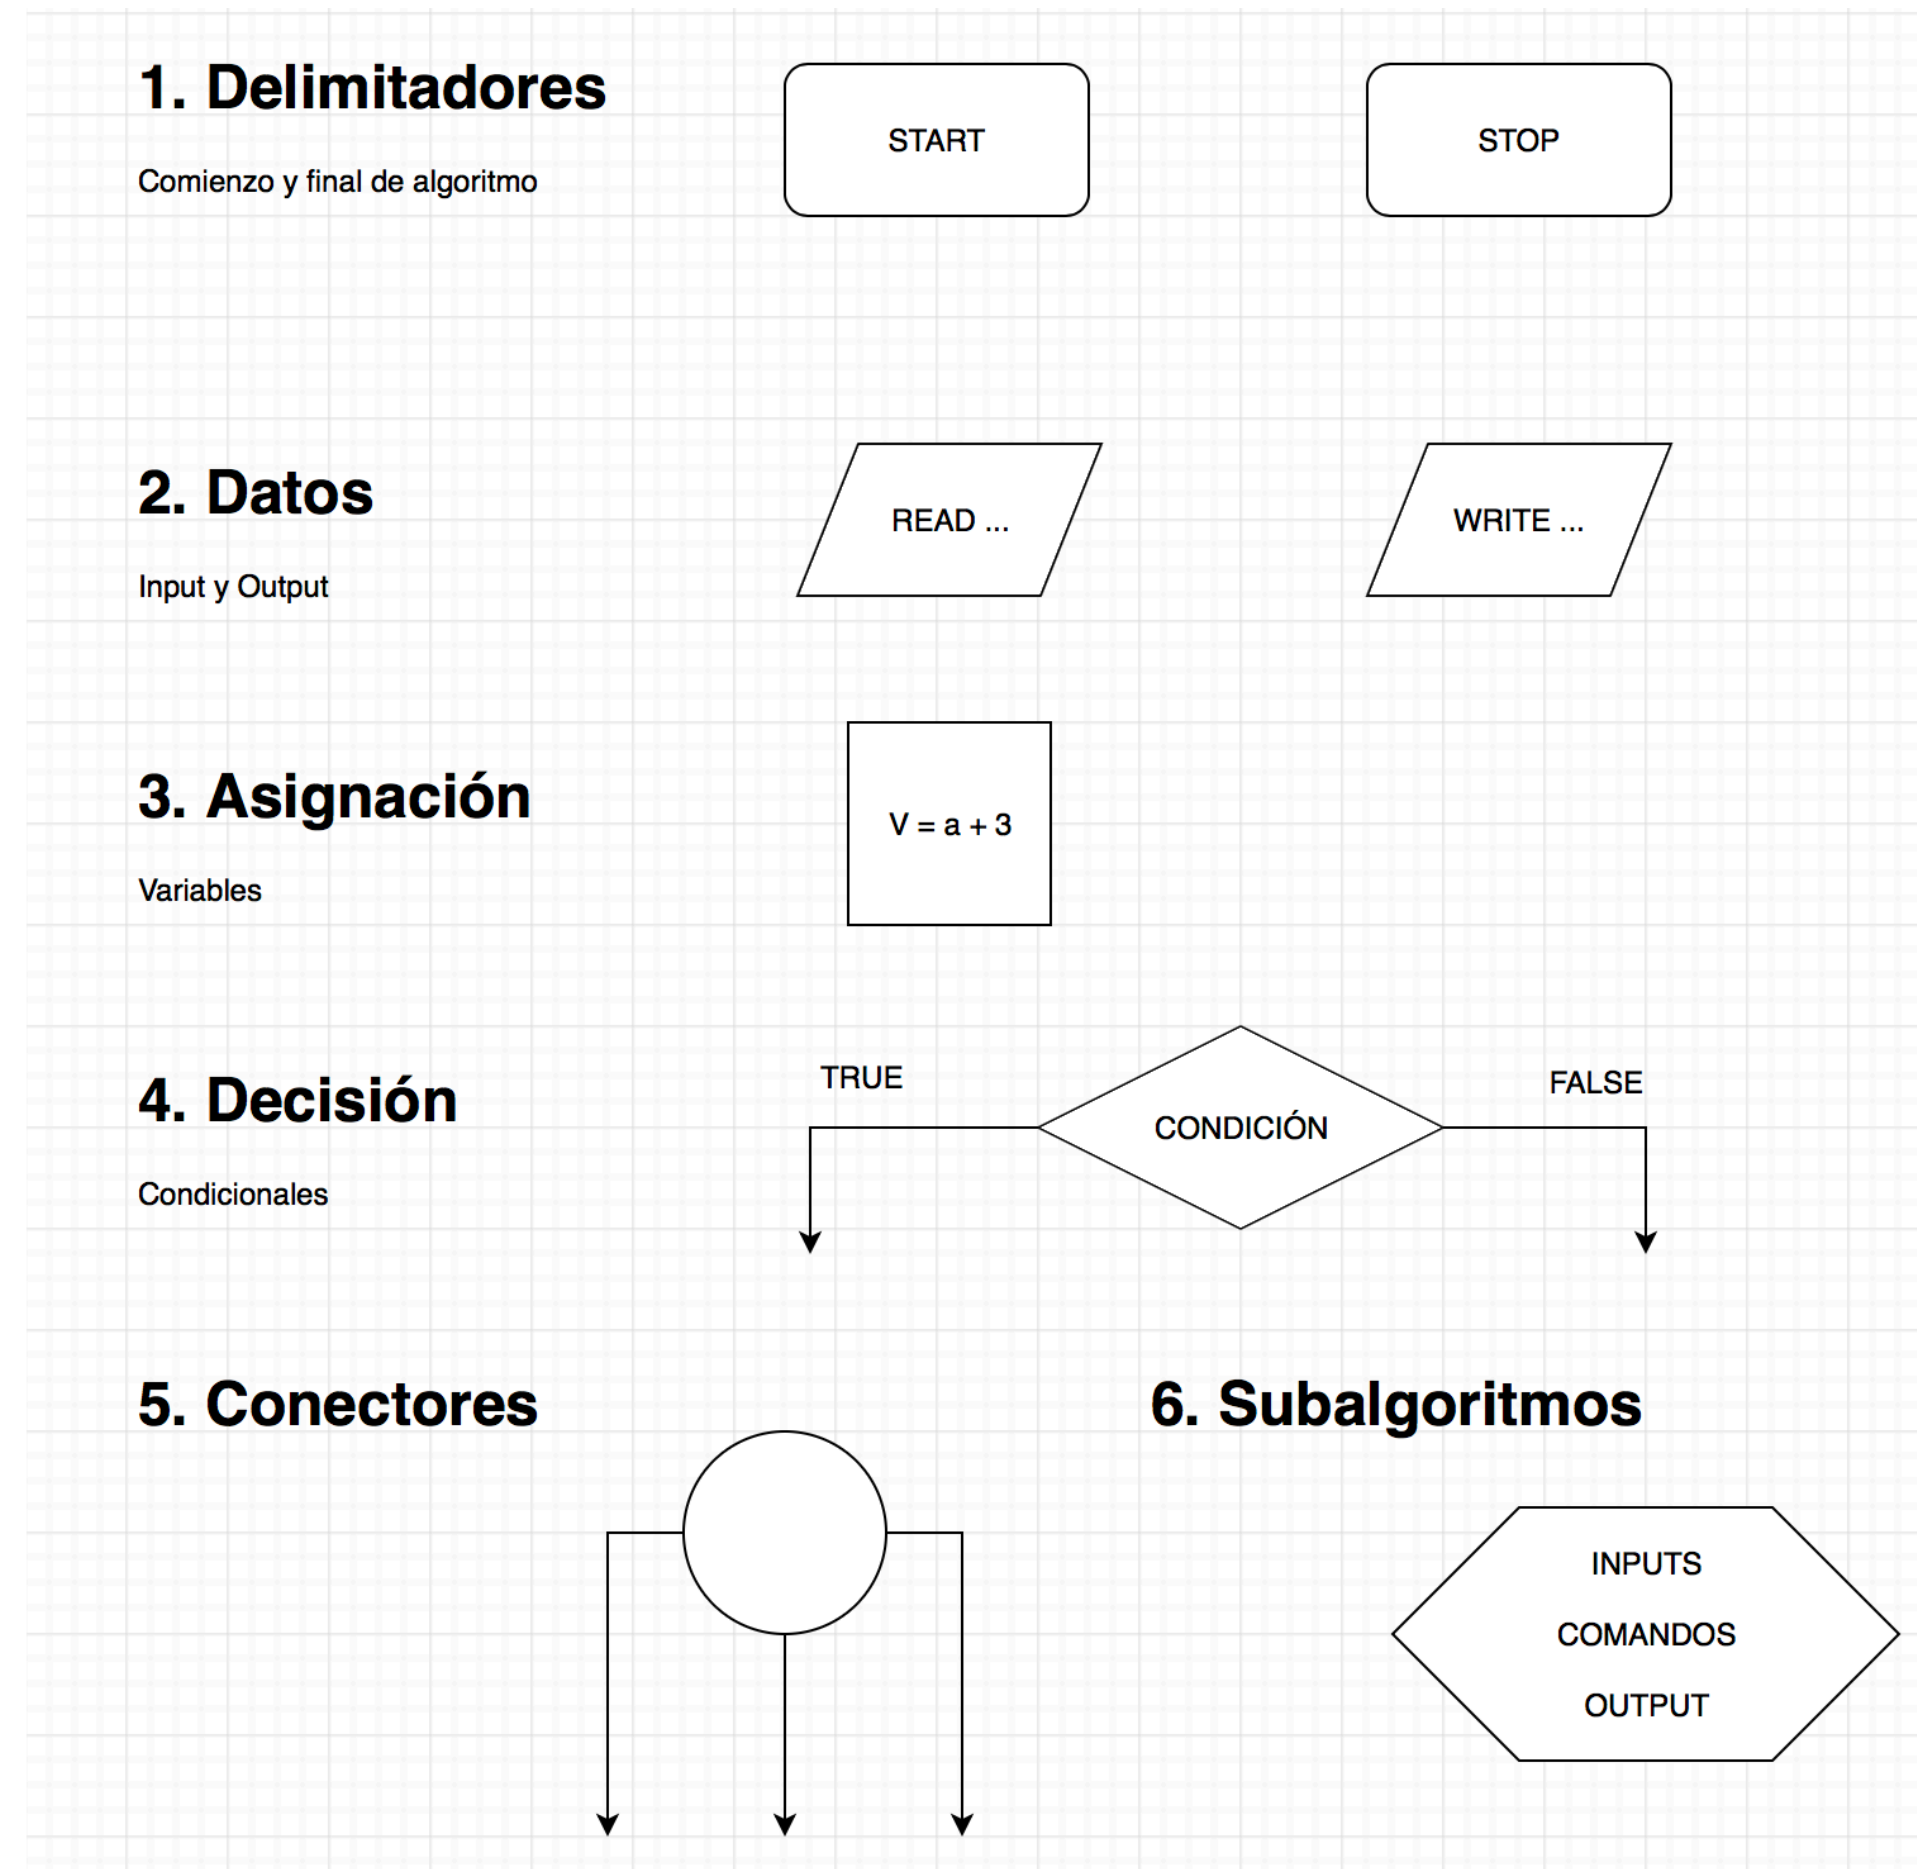 1. Delimitadores
START
STOP
Comienzo y final de algoritmo
2. Datos
READ ...
WRITE ...
Input y Output
3. Asignación
V = a + 3
Variables
4. Decisión
TRUE
FALSE
CONDICIÓN
Condicionales
5. Conectores
6. Subalgoritmos
INPUTS
COMANDOS
OUTPUT